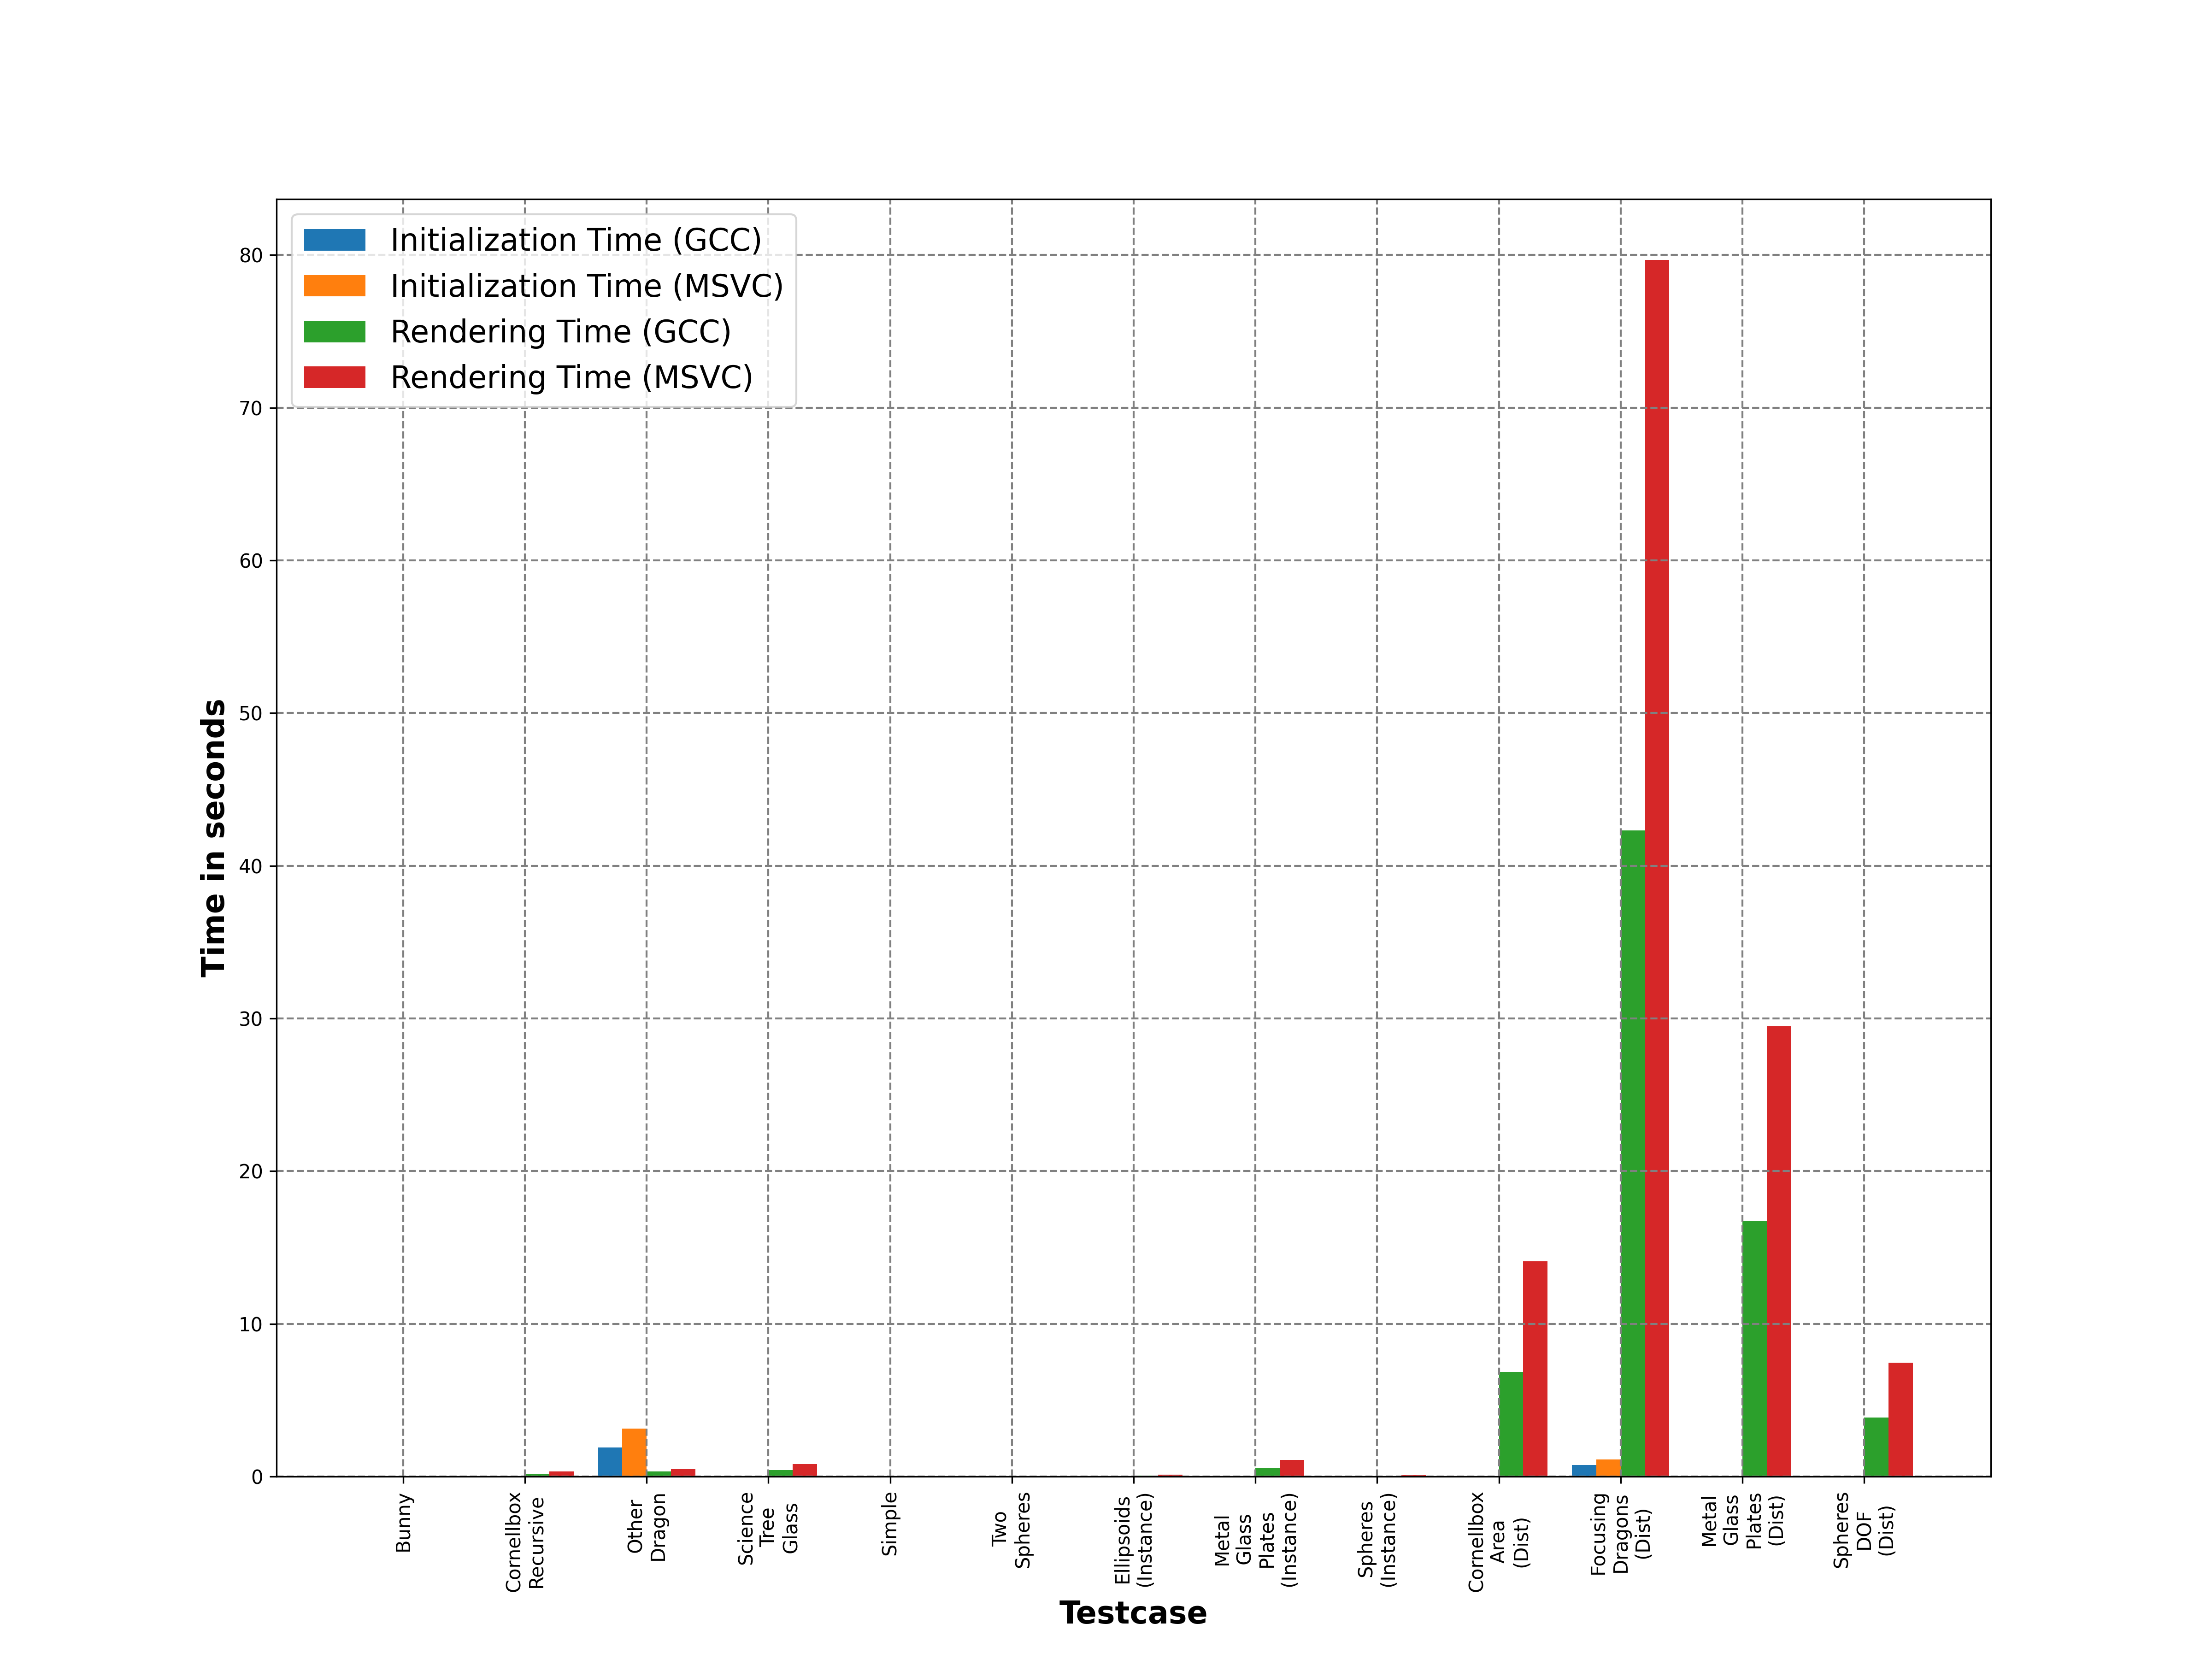 Initialization Time (GCC)
Initialization Time (MSVC)
Rendering Time (GCC)
Rendering Time (MSVC)
Time in seconds
80
70
60
50
40
30
20
10
0
Bunny
Cornellbox
Recursive
Other
Dragon
Science
Tree
Glass
Simple
Two
Spheres
Ellipsoids
(Instance)
Metal
Glass
Plates
(Instance)
Spheres
(Instance)
Cornellbox
Area
(Dist)
Focusing
Dragons
(Dist)
Metal
Glass
Plates
(Dist)
Spheres
DOF
(Dist)
Testcase